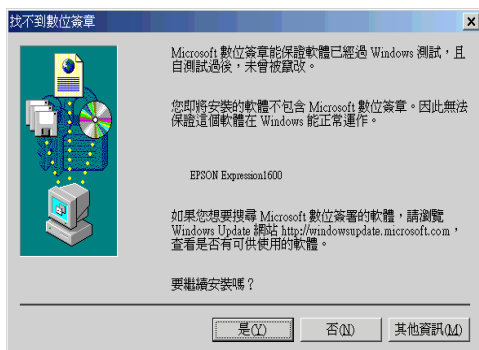 找不到數位簽章
Microsoft 數位簽章能保證軟體已經過 Windows 測試，且
自測試過後，未曾被竄改。
您即將安裝的軟體不包含 Microsoft 數位簽章。因此無法
保證這個軟體在 Windows 能正常運作。
EPSON Expression1600
如果您想要搜尋 Microsoft 數位簽署的軟體，請瀏覽
Windows Update 網站 http://windowsupdate.microsoft.com，
查看是否有可供使用的軟體。
要繼續安裝嗎？
是(Y) 否(N) 其他資訊(M)